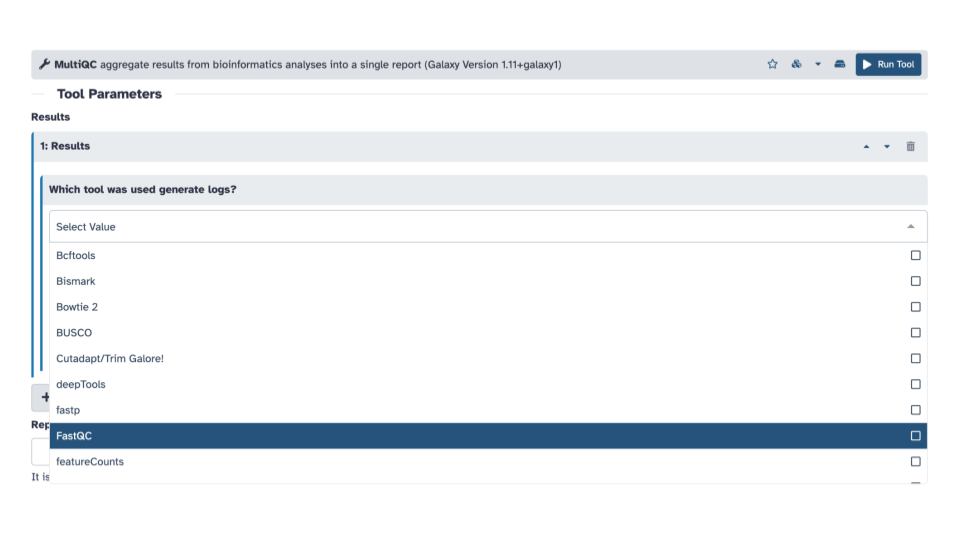 MultiQC aggregate results from bioinformatics analyses into a single report (Galaxy Version 1.11+galaxy1)
Run Tool
Tool Parameters
Results
1: Results
Which tool was used generate logs?
Select Value
Bcftools
Bismark
Bowtie 2
BUSCO
Cutadapt/Trim Galore!
deepTools
fastp
Rep
FastQC
featureCounts
It is